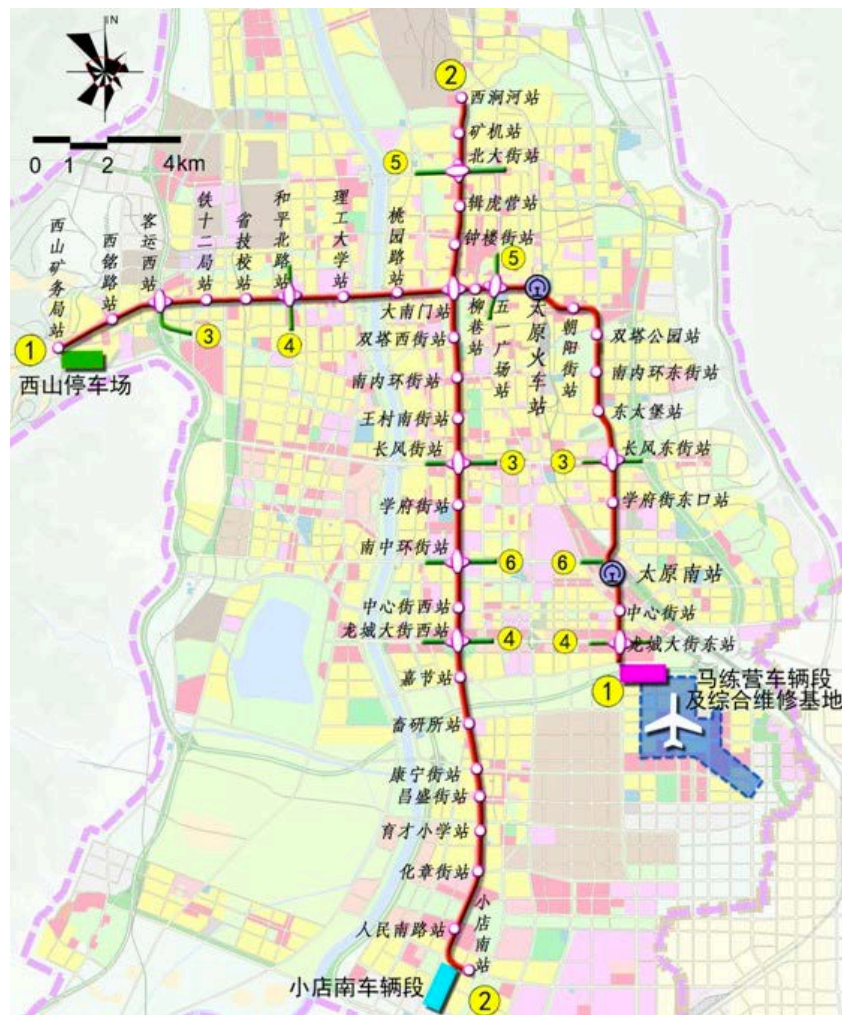 N
0 1 2 4km
2
西涧河站
矿机站
5
北大街站
辑虎营站
钟楼街站
5
西山矿务局站
西铭路站
客运西站
铁十二局站
省技校站
和平北路站
理工大学站
桃园路站
大南门站
柳巷站
五一广场站
太原火车站
朝阳街站
3
4
1
西山停车场
双塔西街站
双塔公园站
南内环街站
南内环东街站
王村南街站
东太堡站
长风街站
3
3
长风东街站
学府街站
学府街东口站
南中环街站
6
6
太原南站
中心街西站
中心街站
龙城大街西站
4
4
龙城大街东站
嘉节站
1
马练营车辆段
及综合维修基地
畜研所站
康宁街站
昌盛街站
育才小学站
化章街站
人民南路站
小店南站
小店南车辆段
2